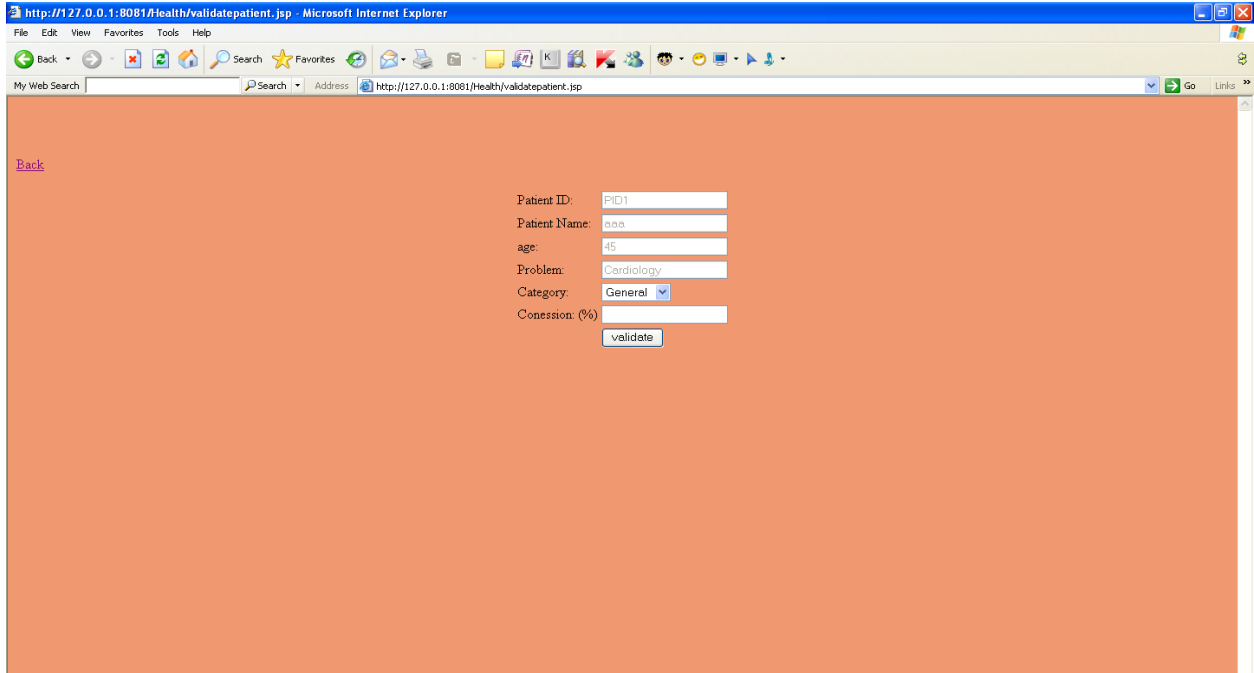 http://127.0.0.1:8081/Health/validatepatient.jsp - Microsoft Internet Explorer
File Edit View Favorites Tools Help
Back Search Favorites K
My Web Search Search Address http://127.0.0.1:8081/Health/validatepatient.jsp Go Links »
Back
Patient ID: PID1
Patient Name: aaa
age: 45
Problem: Cardiology
Category: General
Conession: (%)
validate